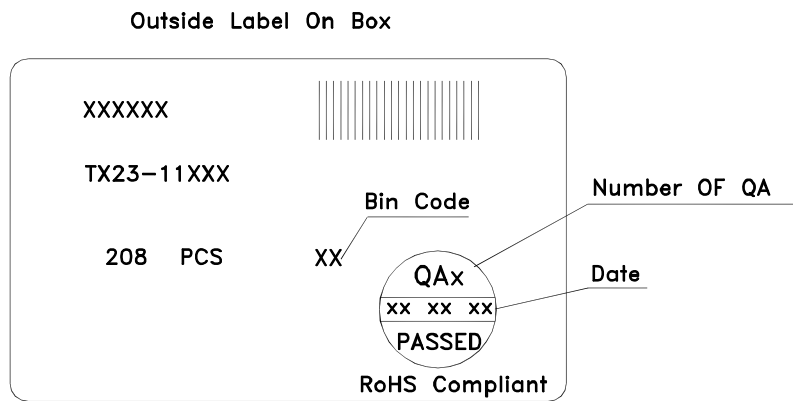 Outside Label On Box
XXXXXX
TX23-11XXX
Number OF QA
Bin Code
208 PCS XX
QAx
Date
xx xx xx
PASSED
RoHS Compliant